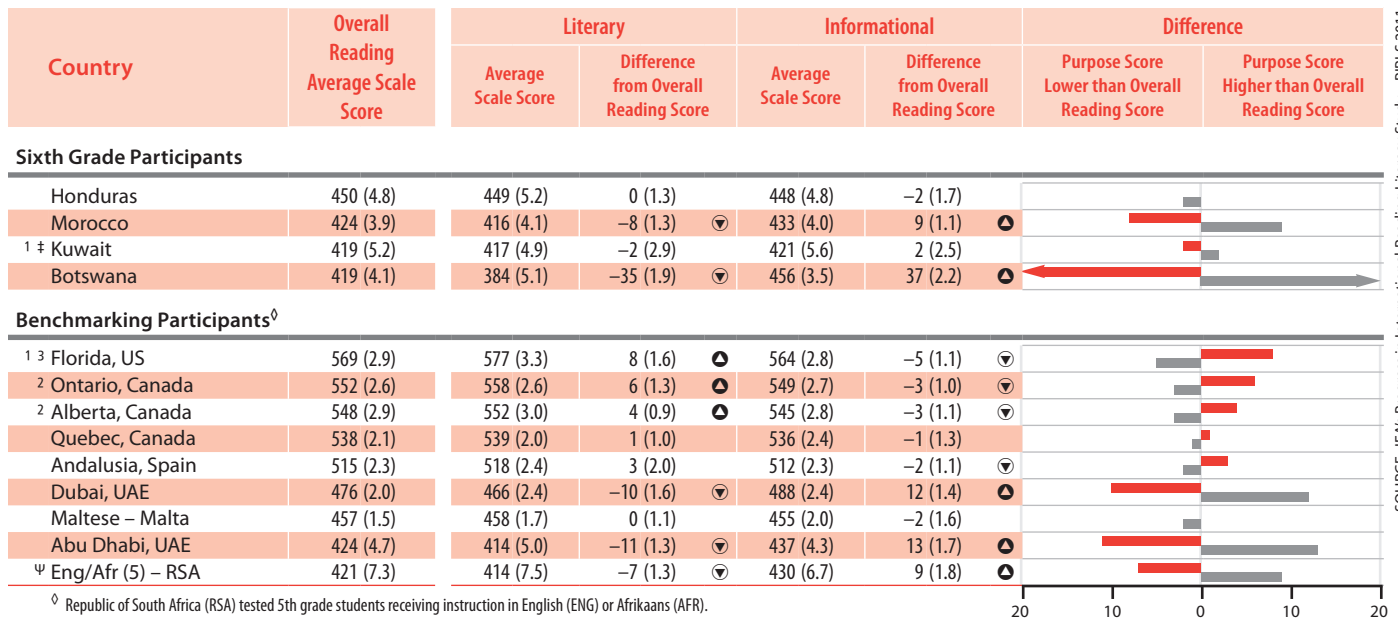 Country
Overall Reading Average Scale Score
Literary
Informational
Difference
Average Scale Score
Difference from Overall Reading Score
Average Scale Score
Difference from Overall Reading Score
Purpose Score Lower than Overall Reading Score
Purpose Score Higher than Overall Reading Score
Sixth Grade Participants
Honduras 450 (4.8) 449 (5.2) 0 (1.3) 448 (4.8) –2 (1.7)
Morocco 424 (3.9) 416 (4.1) –8 (1.3) 433 (4.0) 9 (1.1)
1 ‡ Kuwait 419 (5.2) 417 (4.9) –2 (2.9) 421 (5.6) 2 (2.5)
Botswana 419 (4.1) 384 (5.1) –35 (1.9) 456 (3.5) 37 (2.2)
Benchmarking Participants◊
1 3 Florida, US 569 (2.9) 577 (3.3) 8 (1.6) 564 (2.8) –5 (1.1)
2 Ontario, Canada 552 (2.6) 558 (2.6) 6 (1.3) 549 (2.7) –3 (1.0)
2 Alberta, Canada 548 (2.9) 552 (3.0) 4 (0.9) 545 (2.8) –3 (1.1)
Quebec, Canada 538 (2.1) 539 (2.0) 1 (1.0) 536 (2.4) –1 (1.3)
Andalusia, Spain 515 (2.3) 518 (2.4) 3 (2.0) 512 (2.3) –2 (1.1)
Dubai, UAE 476 (2.0) 466 (2.4) –10 (1.6) 488 (2.4) 12 (1.4)
Maltese – Malta 457 (1.5) 458 (1.7) 0 (1.1) 455 (2.0) –2 (1.6)
Abu Dhabi, UAE 424 (4.7) 414 (5.0) –11 (1.3) 437 (4.3) 13 (1.7)
Ψ Eng/Afr (5) – RSA 421 (7.3) 414 (7.5) –7 (1.3) 430 (6.7) 9 (1.8)
20 10 0 10 20
◊ Republic of South Africa (RSA) tested 5th grade students receiving instruction in English (ENG) or Afrikaans (AFR).